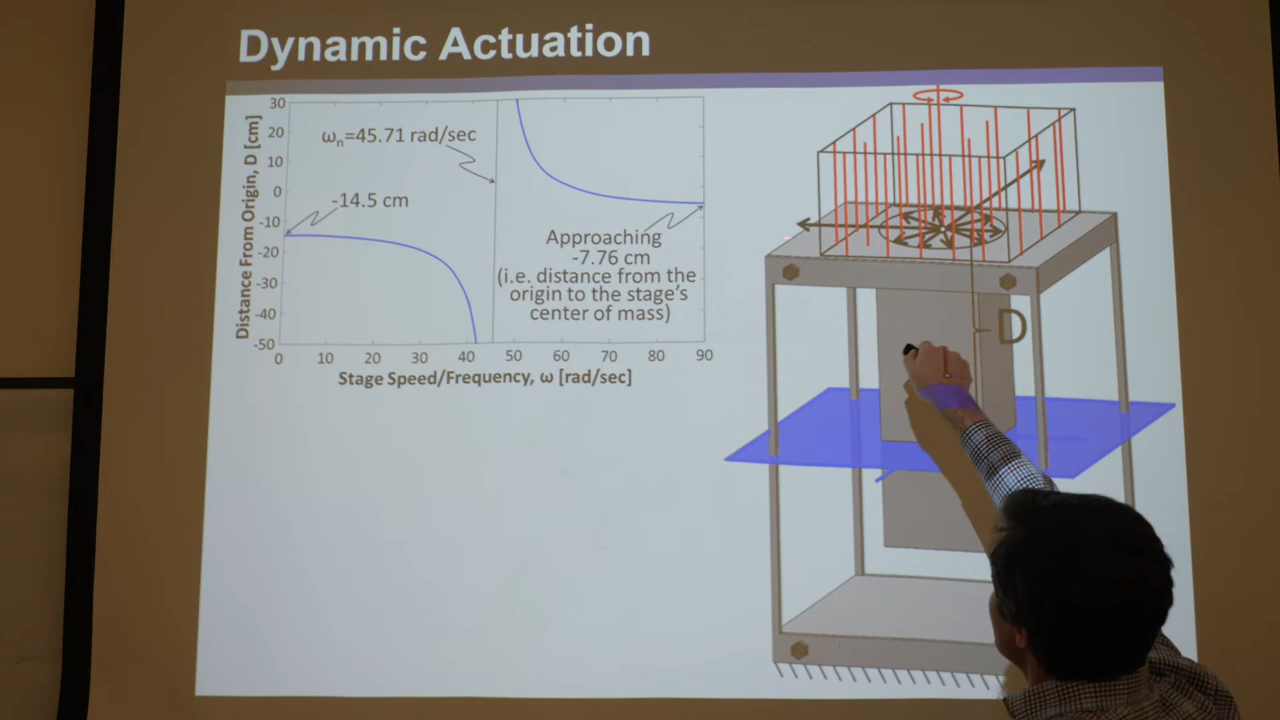 Dynamic Actuation
Distance From Origin, D [cm]
30
20
10
0
-10
-20
-30
-40
-50
ωn=45.71 rad/sec
-14.5 cm
Approaching
-7.76 cm
(i.e. distance from the
origin to the stage's
center of mass)
0 10 20 30 40 50 60 70 80 90
Stage Speed/Frequency, ω [rad/sec]
D